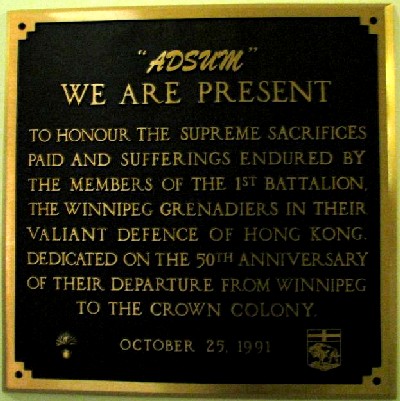 "ADSUM"
WE ARE PRESENT
TO HONOUR THE SUPREME SACRIFICES
PAID AND SUFFERINGS ENDURED BY
THE MEMBERS OF THE 1ST BATTALION,
THE WINNIPEG GRENADIERS IN THEIR
VALIANT DEFENCE OF HONG KONG.
DEDICATED ON THE 50TH ANNIVERSARY
OF THEIR DEPARTURE FROM WINNIPEG
TO THE CROWN COLONY.
OCTOBER 25, 1991